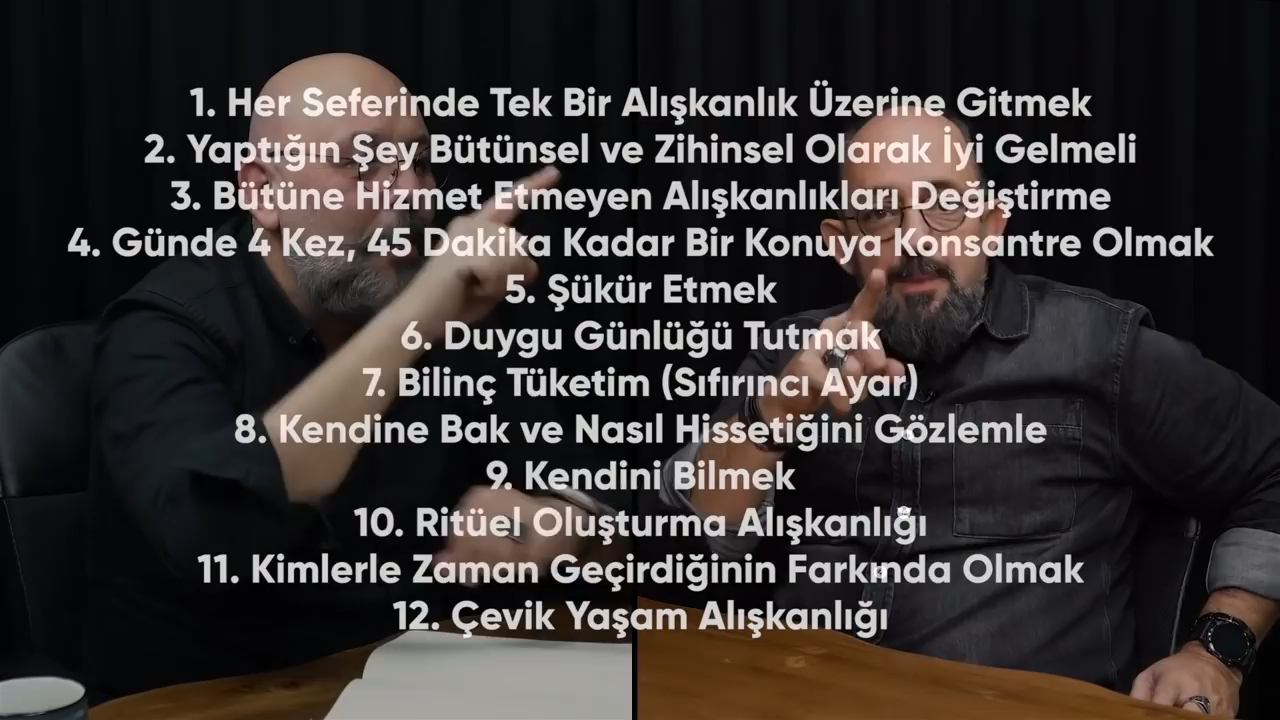 1. Her Seferinde Tek Bir Alışkanlık Üzerine Gitmek
2. Yaptığın Şey Bütünsel ve Zihinsel Olarak İyi Gelmeli
3. Bütüne Hizmet Etmeyen Alışkanlıkları Değiştirme
4. Günde 4 Kez, 45 Dakika Kadar Bir Konuya Konsantre Olmak
5. Şükür Etmek
6. Duygu Günlüğü Tutmak
7. Bilinç Tüketim (Sıfırıncı Ayar)
8. Kendine Bak ve Nasıl Hissetiğini Gözlemle
9. Kendini Bilmek
10. Ritüel Oluşturma Alışkanlığı
11. Kimlerle Zaman Geçirdiğinin Farkında Olmak
12. Çevik Yaşam Alışkanlığı